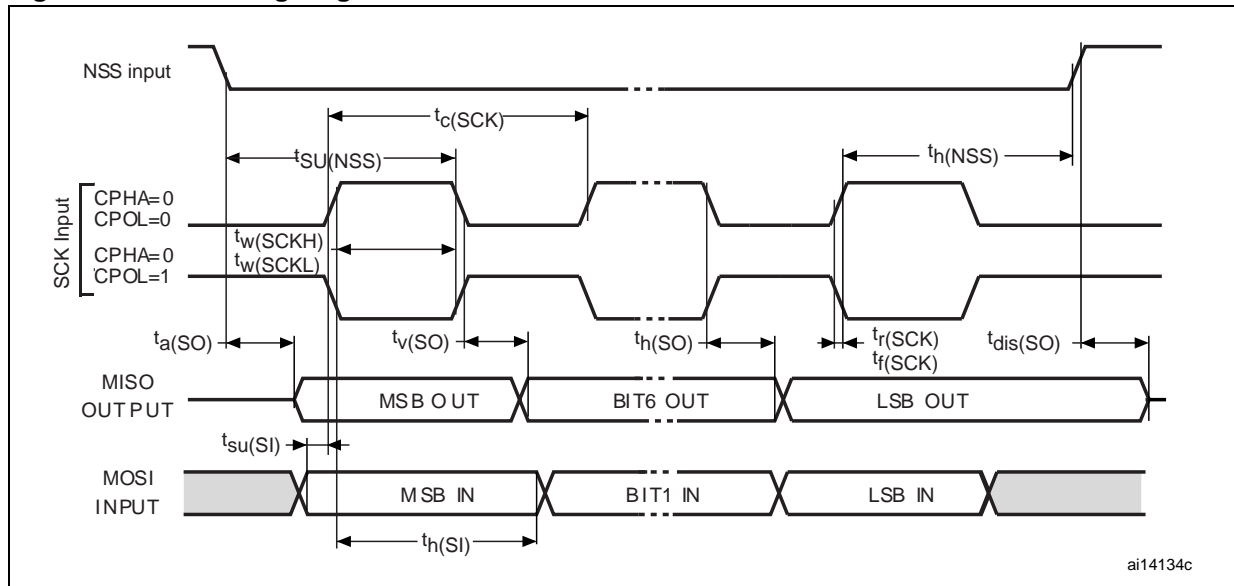 NSS input
tc(SCK)
tSU(NSS)
th(NSS)
SCK Input
CPHA=0
CPOL=0
tw(SCKH)
CPHA=0
tw(SCKL)
CPOL=1
ta(SO)
tv(SO)
th(SO)
tr(SCK)
tf(SCK)
tdis(SO)
MISO
OUTPUT
MSB OUT
BIT6 OUT
LSB OUT
tsu(SI)
MOSI
INPUT
MSB IN
BIT1 IN
LSB IN
th(SI)
ai14134c